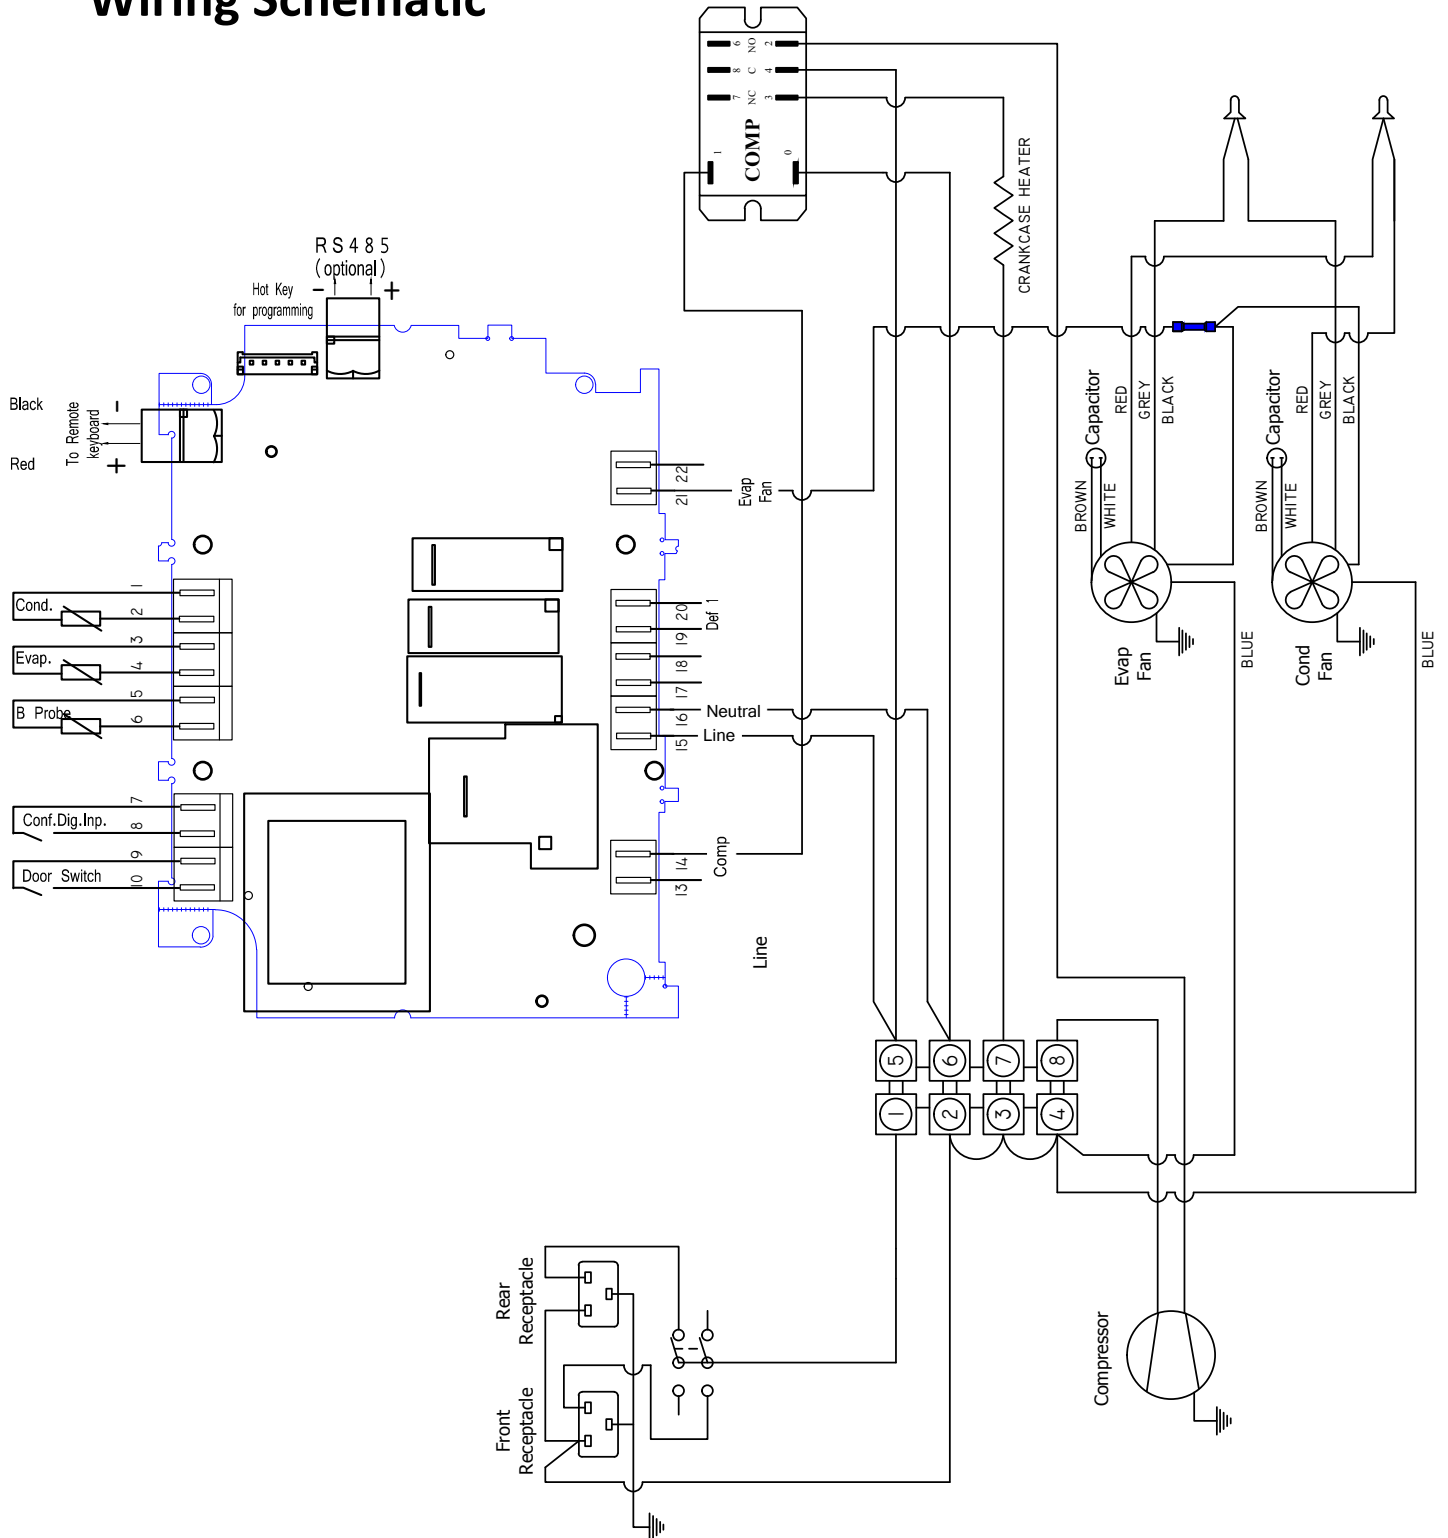 Wiring Schematic
6 NO 2
8 C 4
7 NC 3
1
COMP
0
RS485
(optional)
- +
Hot Key
for programming
Black
Red
To Remote
keyboard
-
+
CRANKCASE HEATER
Capacitor
RED
GREY
BLACK
BROWN
WHITE
Evap
Fan
BLUE
Capacitor
RED
GREY
BLACK
BROWN
WHITE
Cond
Fan
BLUE
22
21
Evap
Fan
Cond.
1
2
Evap.
3
4
B Probe
5
6
20
19
Def 1
18
17
16
Neutral
15
Line
Conf.Dig.Inp.
7
8
Door Switch
9
10
14
13
Comp
Line
5 6 7 8
1 2 3 4
Rear
Receptacle
Front
Receptacle
Compressor